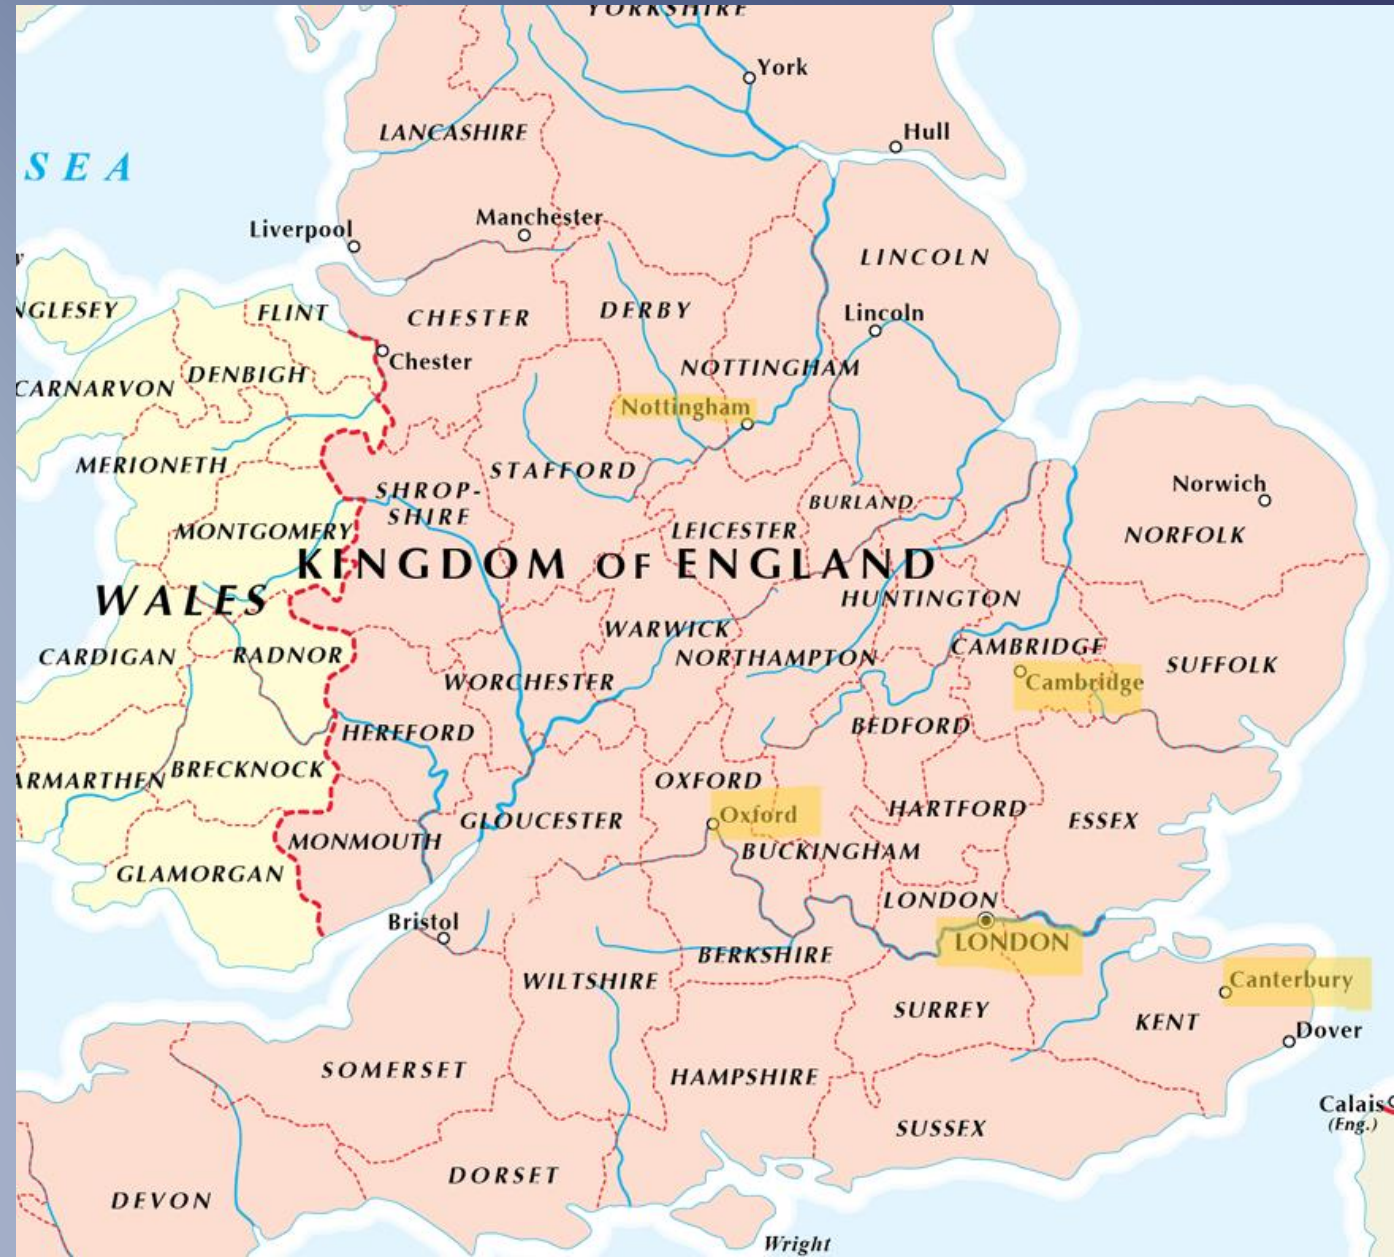 YORKSHIRE
York
Hull
LANCASHIRE
SEA
Manchester
Liverpool
LINCOLN
NGLESEY
FLINT
CHESTER
DERBY
Lincoln
Chester
NOTTINGHAM
DENBIGH
CARNARVON
Nottingham
MERIONETH
STAFFORD
SHROP-
SHIRE
Norwich
BURLAND
MONTGOMERY
LEICESTER
NORFOLK
KINGDOM OF ENGLAND
WALES
HUNTINGTON
WARWICK
CAMBRIDGE
CARDIGAN
RADNOR
NORTHAMPTON
SUFFOLK
WORCHESTER
Cambridge
HEREFORD
BEDFORD
ARMARTHEN
BRECKNOCK
OXFORD
HARTFORD
ESSEX
Oxford
GLOUCESTER
MONMOUTH
BUCKINGHAM
GLAMORGAN
LONDON
Bristol
LONDON
BERKSHIRE
WILTSHIRE
Canterbury
SURREY
KENT
Dover
SOMERSET
HAMPSHIRE
Calais
(Eng.)
SUSSEX
DORSET
DEVON
Wright